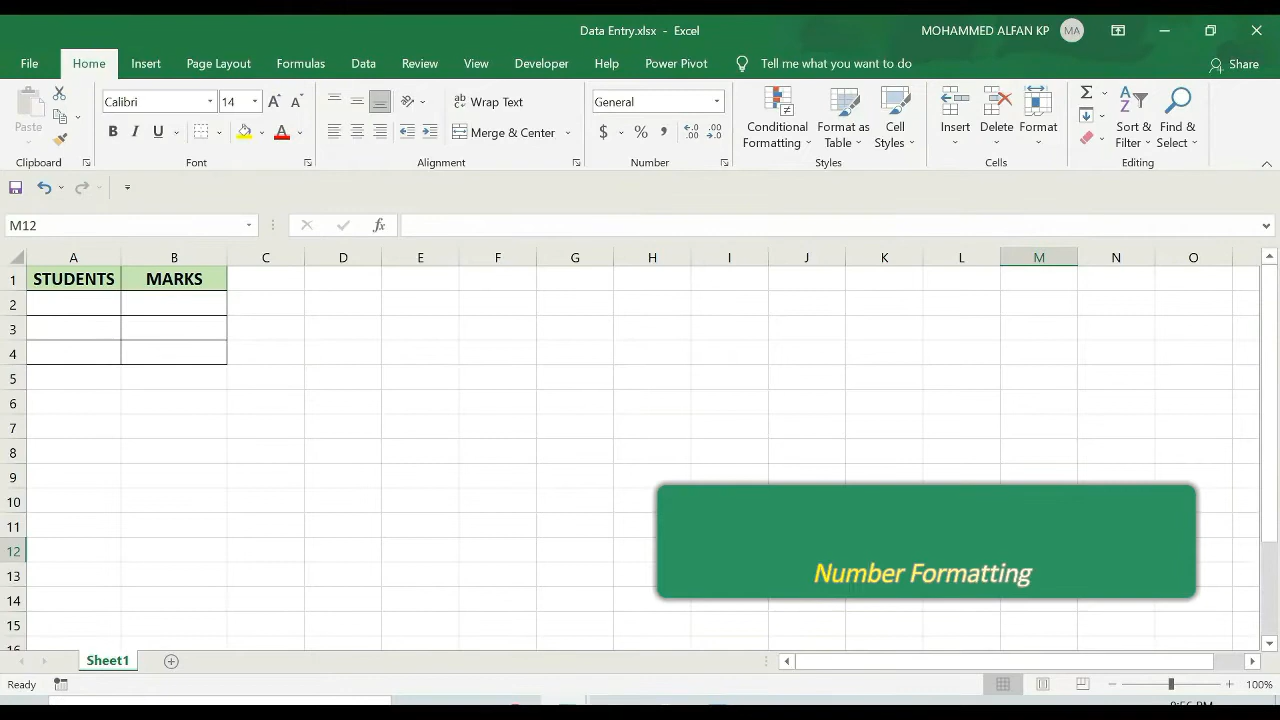 Data Entry.xlsx - Excel
MOHAMMED ALFAN KP
MA
File
Home
Insert
Page Layout
Formulas
Data
Review
View
Developer
Help
Power Pivot
Tell me what you want to do
Share
Paste
Clipboard
Calibri
14
Font
Wrap Text
Merge & Center
Alignment
General
Number
Conditional
Formatting
Format as
Table
Cell
Styles
Styles
Insert
Delete
Format
Cells
Sort &
Filter
Find &
Select
Editing
M12
fx
A B C D E F G H I J K L M N O
1 STUDENTS MARKS
2
3
4
5
6
7
8
9
10
11
12
13
14
15
Number Formatting
Sheet1
Ready
100%